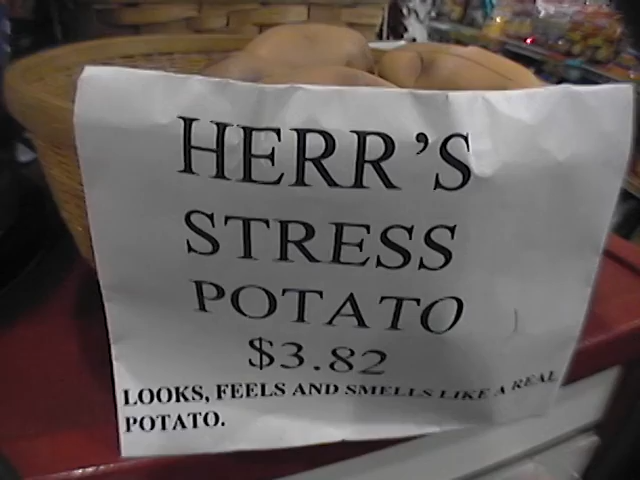 HERR'S
STRESS
POTATO
$3.82
LOOKS, FEELS AND SMELLS LIKE A REAL
POTATO.